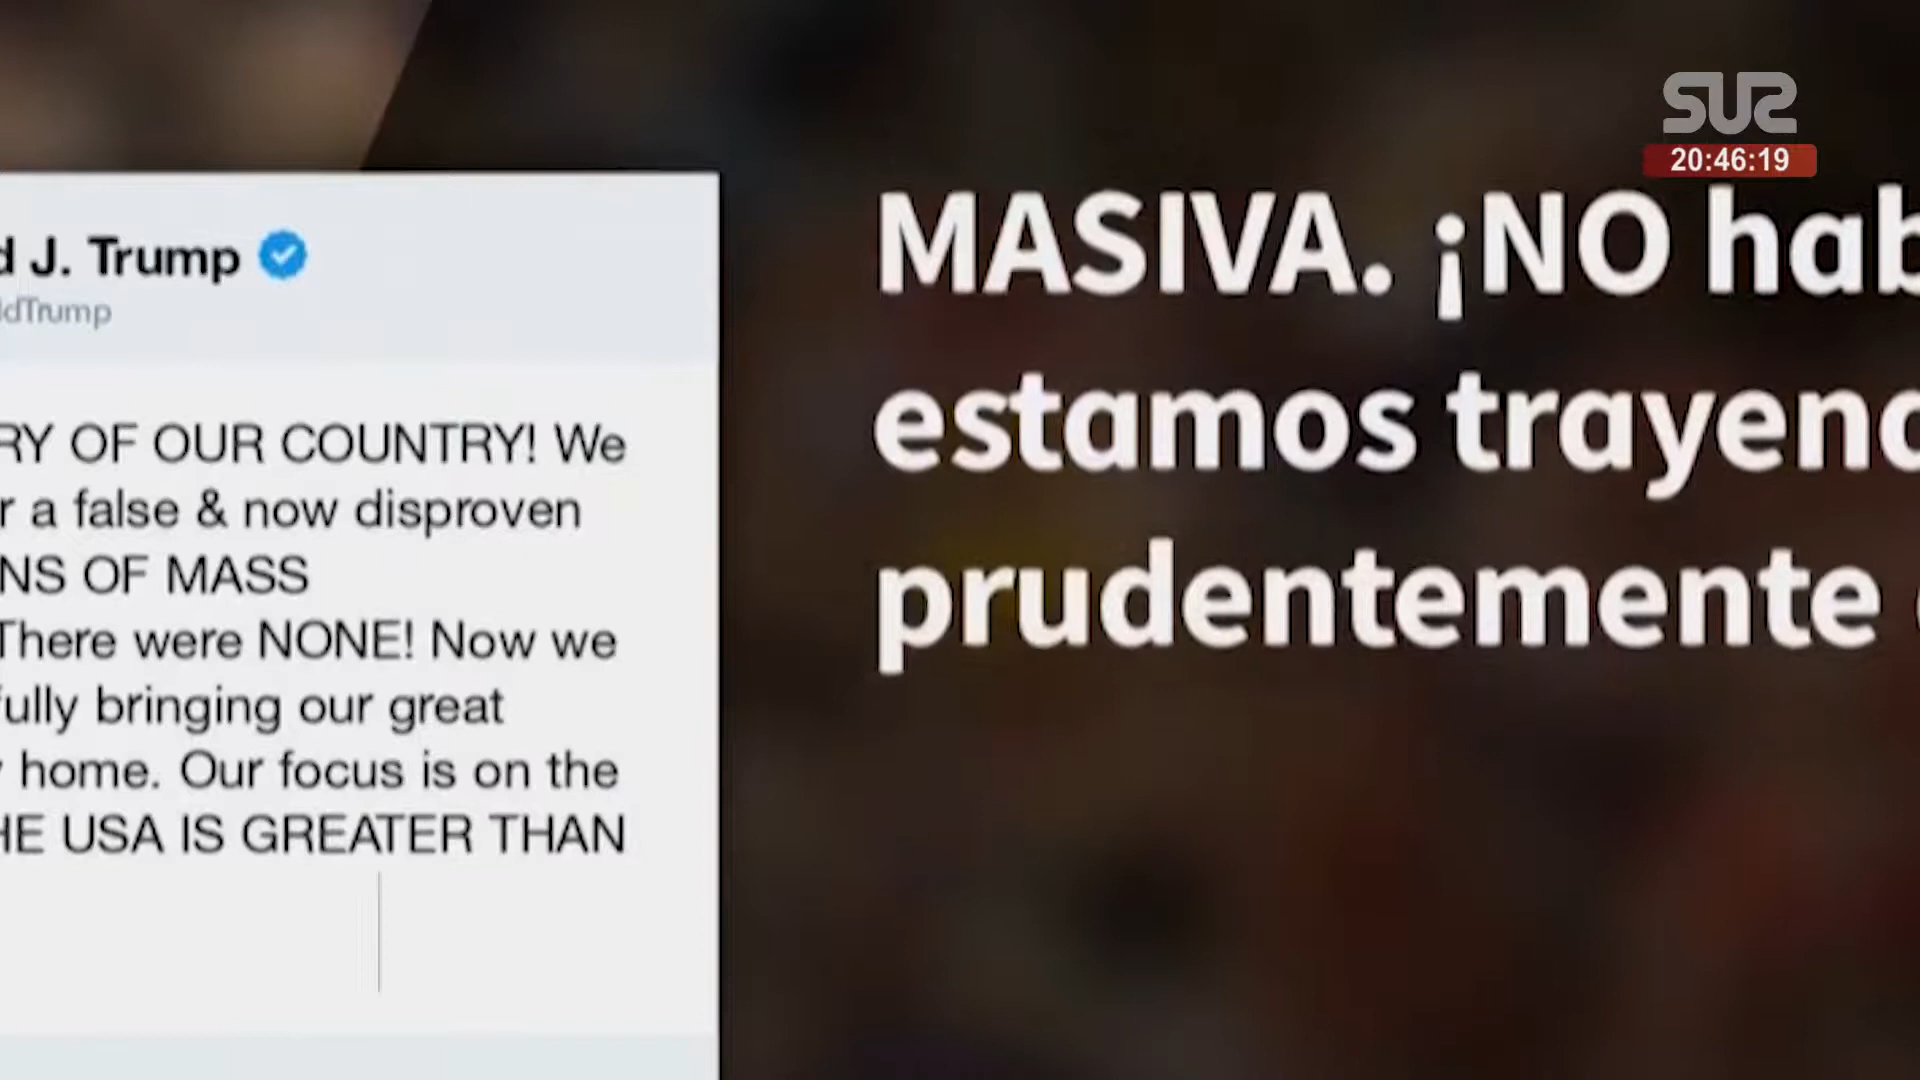 SUR
20:46:19
d J. Trump
ldTrump
RY OF OUR COUNTRY! We
r a false & now disproven
NS OF MASS
There were NONE! Now we
fully bringing our great
y home. Our focus is on the
HE USA IS GREATER THAN
MASIVA. ¡NO hab
estamos trayend
prudentemente